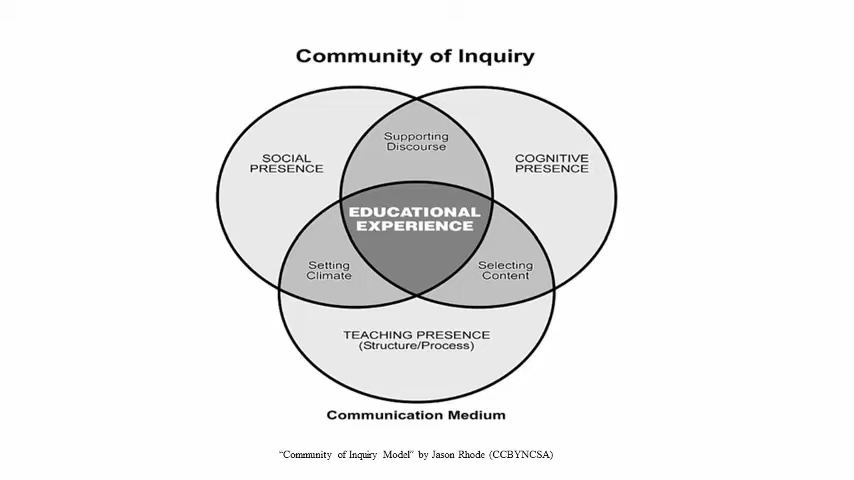 Community of Inquiry
Supporting
Discourse
SOCIAL
PRESENCE
COGNITIVE
PRESENCE
EDUCATIONAL
EXPERIENCE
Setting
Climate
Selecting
Content
TEACHING PRESENCE
(Structure/Process)
Communication Medium
“Community of Inquiry Model” by Jason Rhode (CCBYNCSA)